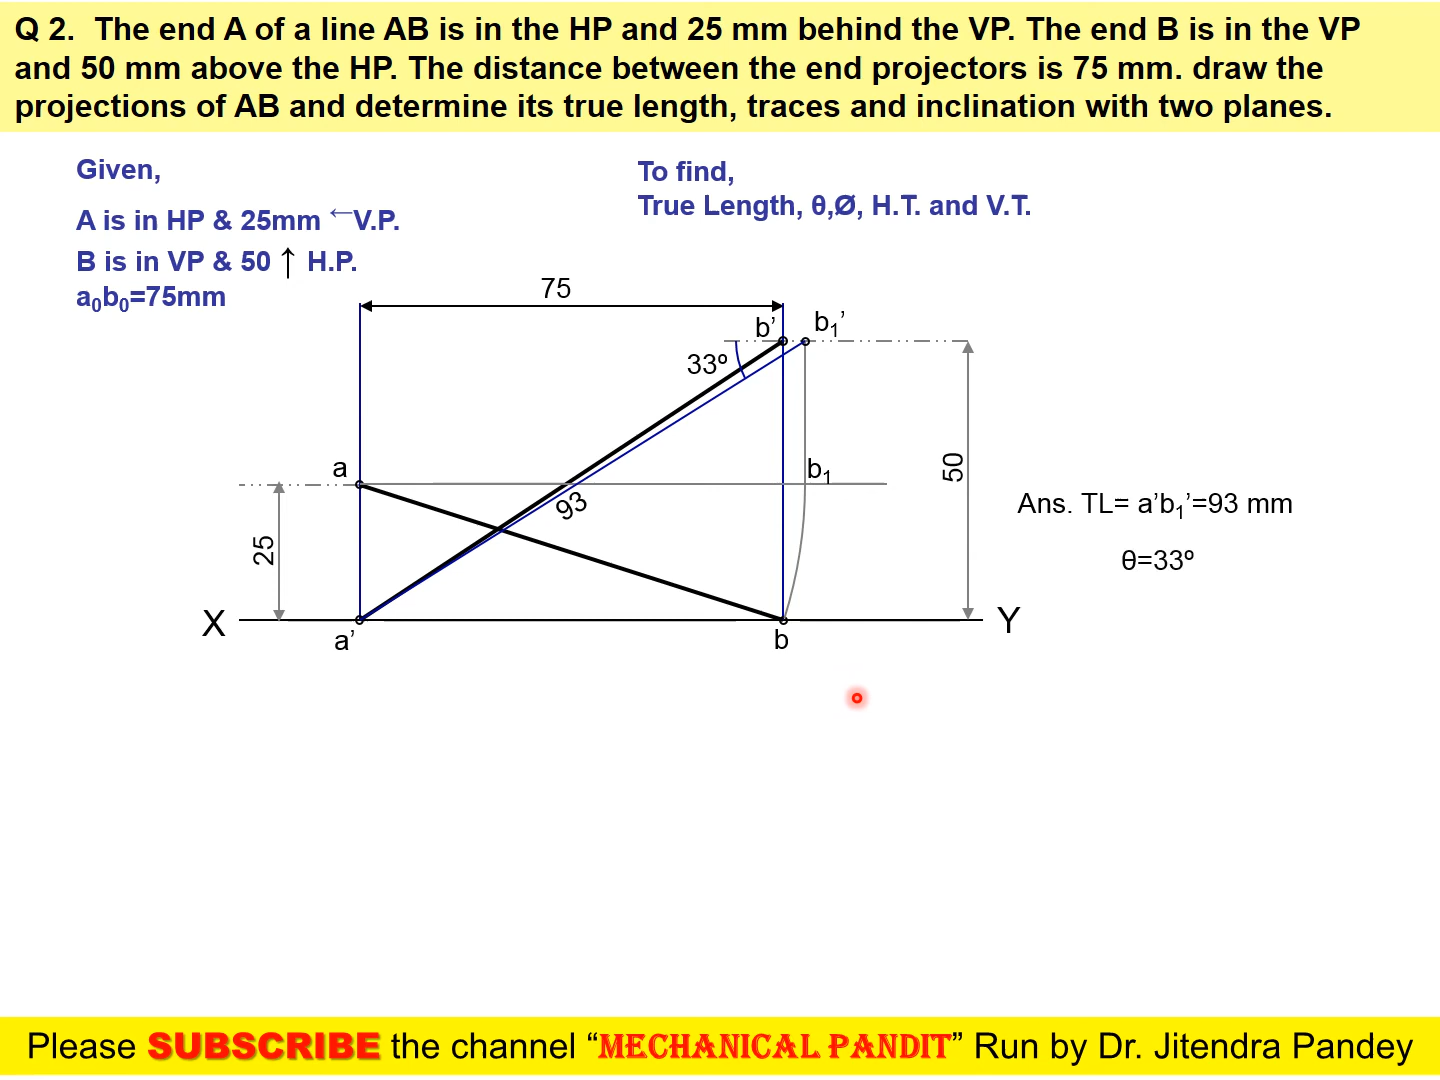 Q 2. The end A of a line AB is in the HP and 25 mm behind the VP. The end B is in the VP
and 50 mm above the HP. The distance between the end projectors is 75 mm. draw the
projections of AB and determine its true length, traces and inclination with two planes.
Given,
A is in HP & 25mm ←V.P.
B is in VP & 50 ↑ H.P.
a₀b₀=75mm
To find,
True Length, θ,Ø, H.T. and V.T.
75
b’
b₁’
33º
a
b₁
50
93
25
Ans. TL= a’b₁’=93 mm
θ=33º
X
Y
a’
b
Please SUBSCRIBE the channel “MECHANICAL PANDIT” Run by Dr. Jitendra Pandey